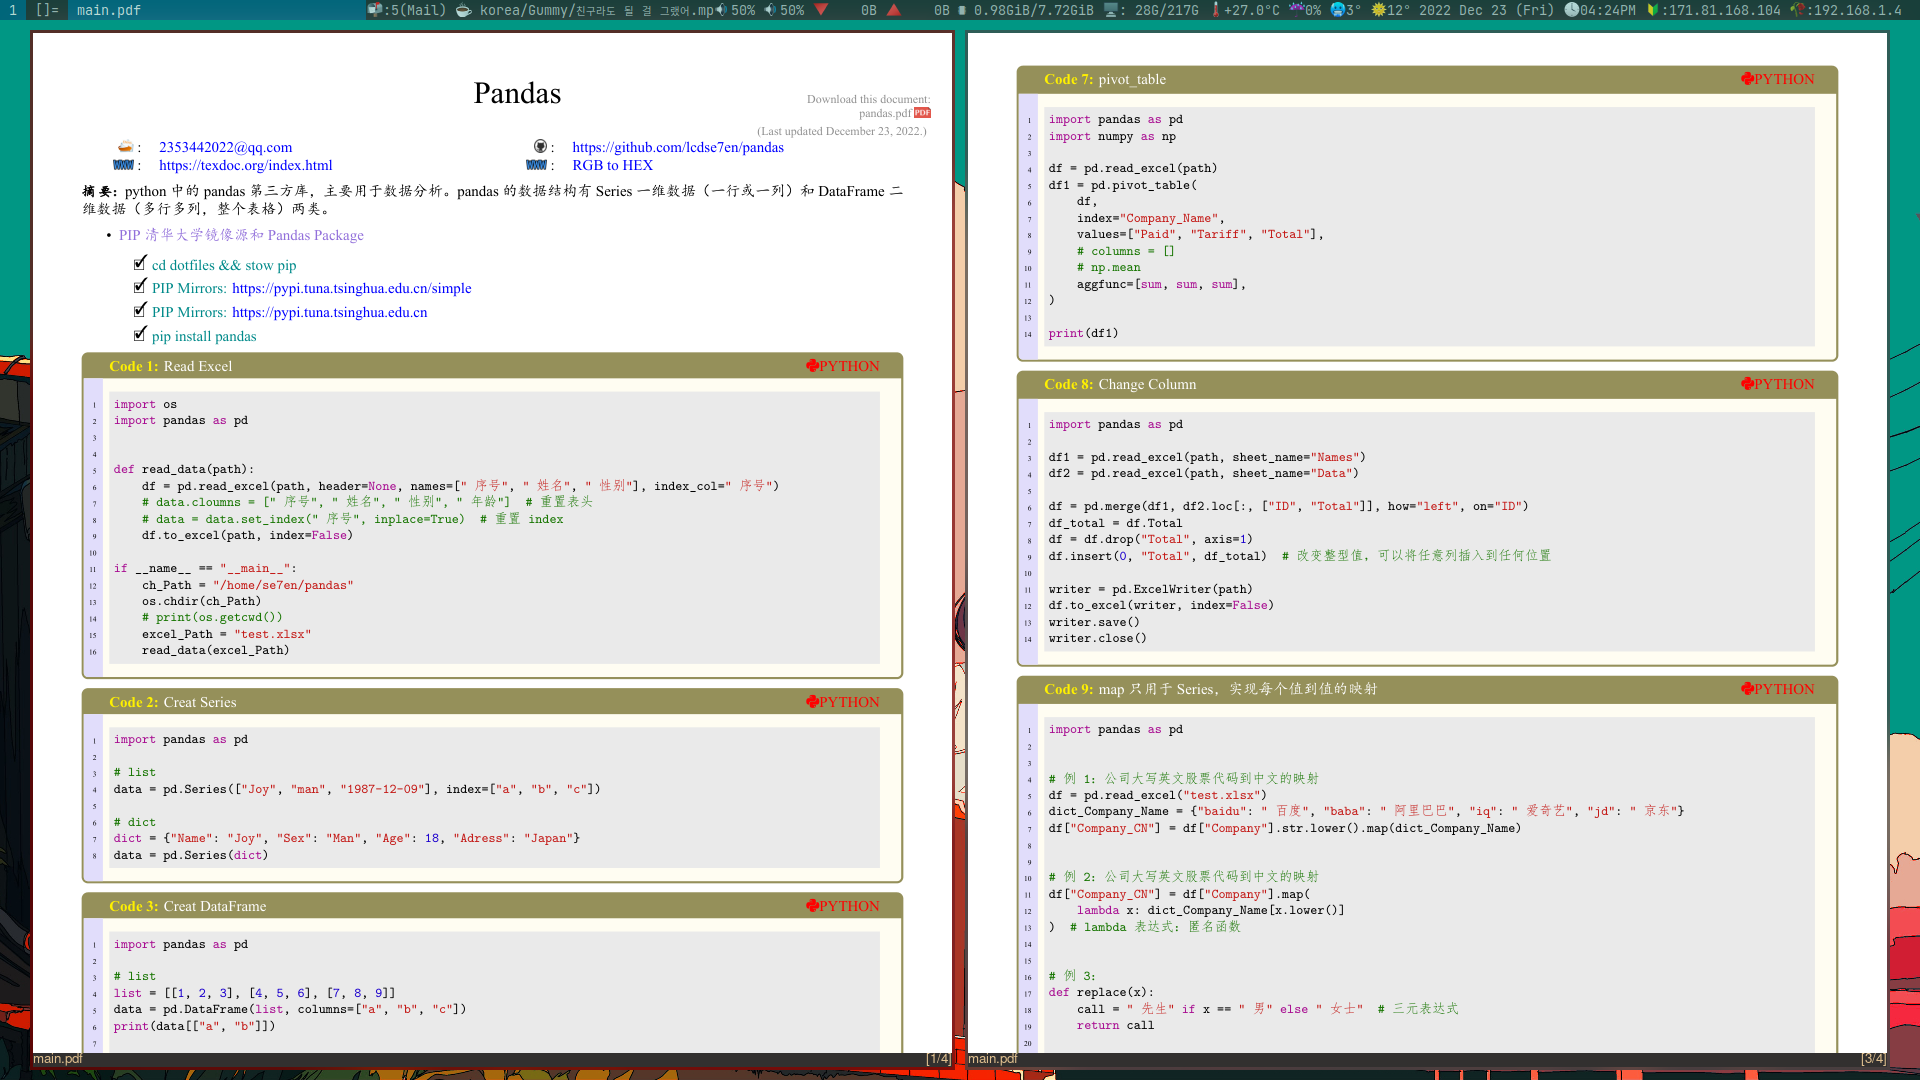 1 []= main.pdf :5(Mail) korea/Gummy/친구라도 될 걸 그랬어.mp 50% 50% 0B 0B 0.98GiB/7.72GiB : 28G/217G +27.0°C 0% 3° 12° 2022 Dec 23 (Fri) 04:24PM :171.81.168.104 :192.168.1.4
Pandas
Download this document:
pandas.pdf PDF
(Last updated December 23, 2022.)
: 2353442022@qq.com : https://github.com/lcdse7en/pandas
WWW : https://texdoc.org/index.html WWW : RGB to HEX
摘要: python 中的 pandas 第三方库，主要用于数据分析。pandas 的数据结构有 Series 一维数据（一行或一列）和 DataFrame 二
维数据（多行多列，整个表格）两类。
• PIP 清华大学镜像源和 Pandas Package
cd dotfiles && stow pip
PIP Mirrors: https://pypi.tuna.tsinghua.edu.cn/simple
PIP Mirrors: https://pypi.tuna.tsinghua.edu.cn
pip install pandas
Code 1: Read Excel PYTHON
1 import os
2 import pandas as pd
3
4
5 def read_data(path):
6 df = pd.read_excel(path, header=None, names=[" 序号", " 姓名", " 性别"], index_col=" 序号")
7 # data.cloumns = [" 序号", " 姓名", " 性别", " 年龄"] # 重置表头
8 # data = data.set_index(" 序号", inplace=True) # 重置 index
9 df.to_excel(path, index=False)
10
11 if __name__ == "__main__":
12 ch_Path = "/home/se7en/pandas"
13 os.chdir(ch_Path)
14 # print(os.getcwd())
15 excel_Path = "test.xlsx"
16 read_data(excel_Path)
Code 2: Creat Series PYTHON
1 import pandas as pd
2
3 # list
4 data = pd.Series(["Joy", "man", "1987-12-09"], index=["a", "b", "c"])
5
6 # dict
7 dict = {"Name": "Joy", "Sex": "Man", "Age": 18, "Adress": "Japan"}
8 data = pd.Series(dict)
Code 3: Creat DataFrame PYTHON
1 import pandas as pd
2
3 # list
4 list = [[1, 2, 3], [4, 5, 6], [7, 8, 9]]
5 data = pd.DataFrame(list, columns=["a", "b", "c"])
6 print(data[["a", "b"]])
7
main.pdf [1/4]
Code 7: pivot_table PYTHON
1 import pandas as pd
2 import numpy as np
3
4 df = pd.read_excel(path)
5 df1 = pd.pivot_table(
6 df,
7 index="Company_Name",
8 values=["Paid", "Tariff", "Total"],
9 # columns = []
10 # np.mean
11 aggfunc=[sum, sum, sum],
12 )
13
14 print(df1)
Code 8: Change Column PYTHON
1 import pandas as pd
2
3 df1 = pd.read_excel(path, sheet_name="Names")
4 df2 = pd.read_excel(path, sheet_name="Data")
5
6 df = pd.merge(df1, df2.loc[:, ["ID", "Total"]], how="left", on="ID")
7 df_total = df.Total
8 df = df.drop("Total", axis=1)
9 df.insert(0, "Total", df_total) # 改变整型值，可以将任意列插入到任何位置
10
11 writer = pd.ExcelWriter(path)
12 df.to_excel(writer, index=False)
13 writer.save()
14 writer.close()
Code 9: map 只用于 Series，实现每个值到值的映射 PYTHON
1 import pandas as pd
2
3
4 # 例 1: 公司大写英文股票代码到中文的映射
5 df = pd.read_excel("test.xlsx")
6 dict_Company_Name = {"baidu": " 百度", "baba": " 阿里巴巴", "iq": " 爱奇艺", "jd": " 京东"}
7 df["Company_CN"] = df["Company"].str.lower().map(dict_Company_Name)
8
9
10 # 例 2: 公司大写英文股票代码到中文的映射
11 df["Company_CN"] = df["Company"].map(
12 lambda x: dict_Company_Name[x.lower()]
13 ) # lambda 表达式: 匿名函数
14
15
16 # 例 3:
17 def replace(x):
18 call = " 先生" if x == " 男" else " 女士" # 三元表达式
19 return call
20
main.pdf [3/4]